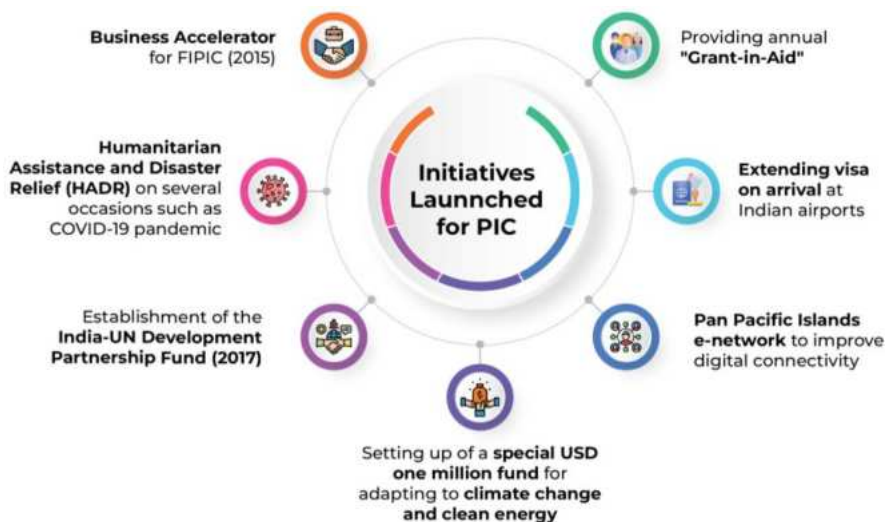 Business Accelerator
for FIPIC (2015)
Providing annual
"Grant-in-Aid"
Humanitarian
Assistance and Disaster
Relief (HADR) on several
occasions such as
COVID-19 pandemic
Initiatives
Launnched
for PIC
Extending visa
on arrival at
Indian airports
Establishment of the
India-UN Development
Partnership Fund (2017)
Pan Pacific Islands
e-network to improve
digital connectivity
Setting up of a special USD
one million fund for
adapting to climate change
and clean energy